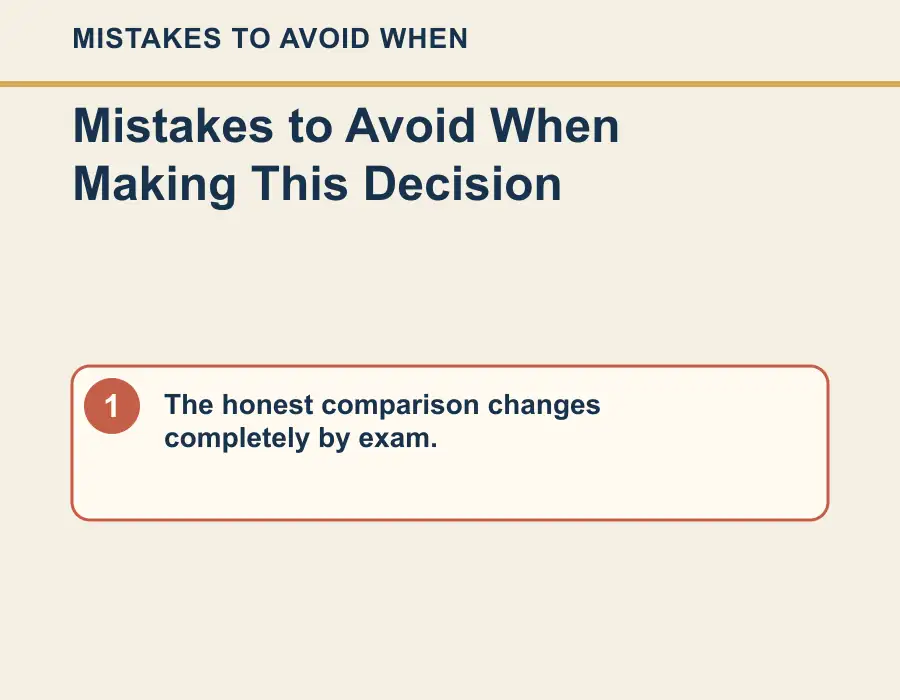 MISTAKES TO AVOID WHEN
Mistakes to Avoid When
Making This Decision
1
The honest comparison changes
completely by exam.